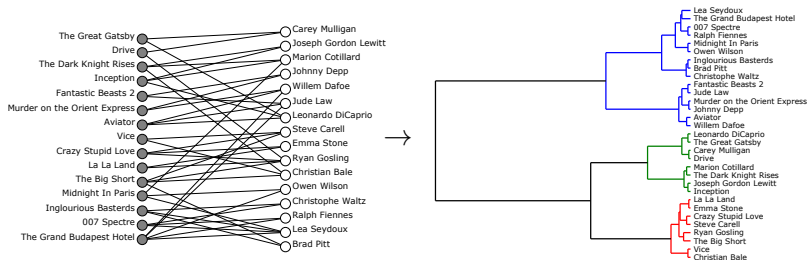 The Great Gatsby
Drive
The Dark Knight Rises
Inception
Fantastic Beasts 2
Murder on the Orient Express
Aviator
Vice
Crazy Stupid Love
La La Land
The Big Short
Midnight In Paris
Inglourious Basterds
007 Spectre
The Grand Budapest Hotel
Carey Mulligan
Joseph Gordon Lewitt
Marion Cotillard
Johnny Depp
Willem Dafoe
Jude Law
Leonardo DiCaprio
Steve Carell
Emma Stone
Ryan Gosling
Christian Bale
Owen Wilson
Christophe Waltz
Ralph Fiennes
Lea Seydoux
Brad Pitt
Lea Seydoux
The Grand Budapest Hotel
007 Spectre
Ralph Fiennes
Midnight In Paris
Owen Wilson
Inglourious Basterds
Brad Pitt
Christophe Waltz
Fantastic Beasts 2
Jude Law
Murder on the Orient Express
Johnny Depp
Aviator
Willem Dafoe
Leonardo DiCaprio
The Great Gatsby
Carey Mulligan
Drive
Marion Cotillard
The Dark Knight Rises
Joseph Gordon Lewitt
Inception
La La Land
Emma Stone
Crazy Stupid Love
Steve Carell
Ryan Gosling
The Big Short
Vice
Christian Bale